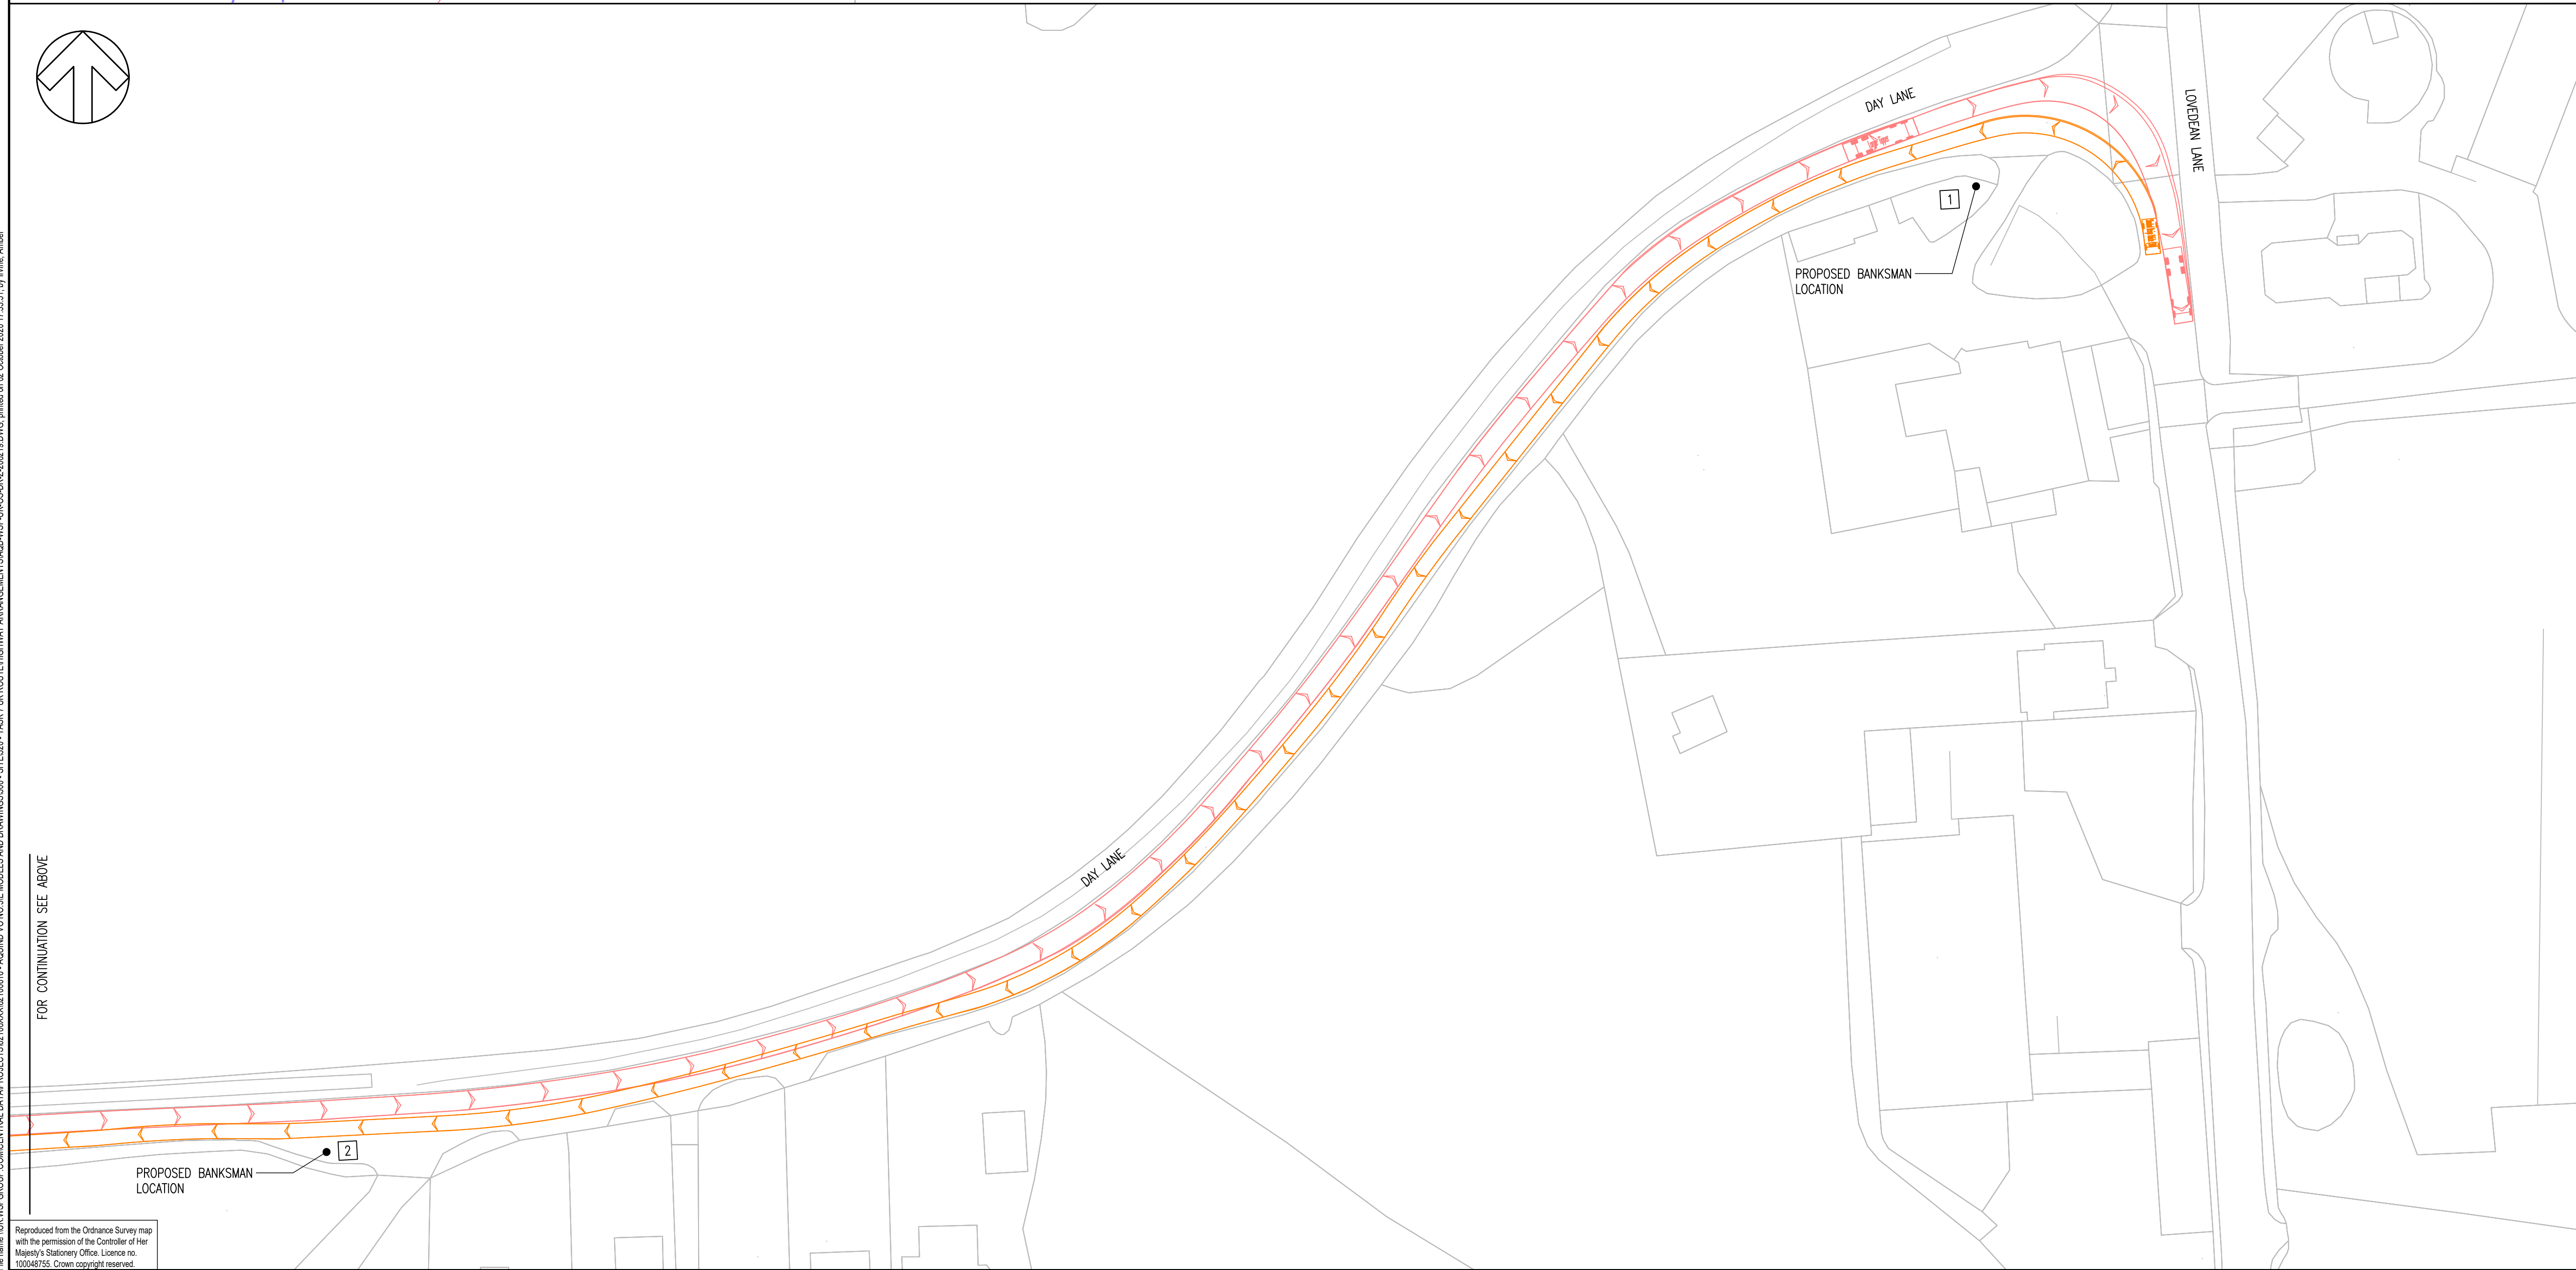 DAY LANE
LOVEDEAN LANE
1
PROPOSED BANKSMAN
LOCATION
DAY LANE
FOR CONTINUATION SEE ABOVE
2
PROPOSED BANKSMAN
LOCATION
Reproduced from the Ordnance Survey map
with the permission of the Controller of Her
Majesty's Stationery Office. Licence no.
100048755. Crown copyright reserved.